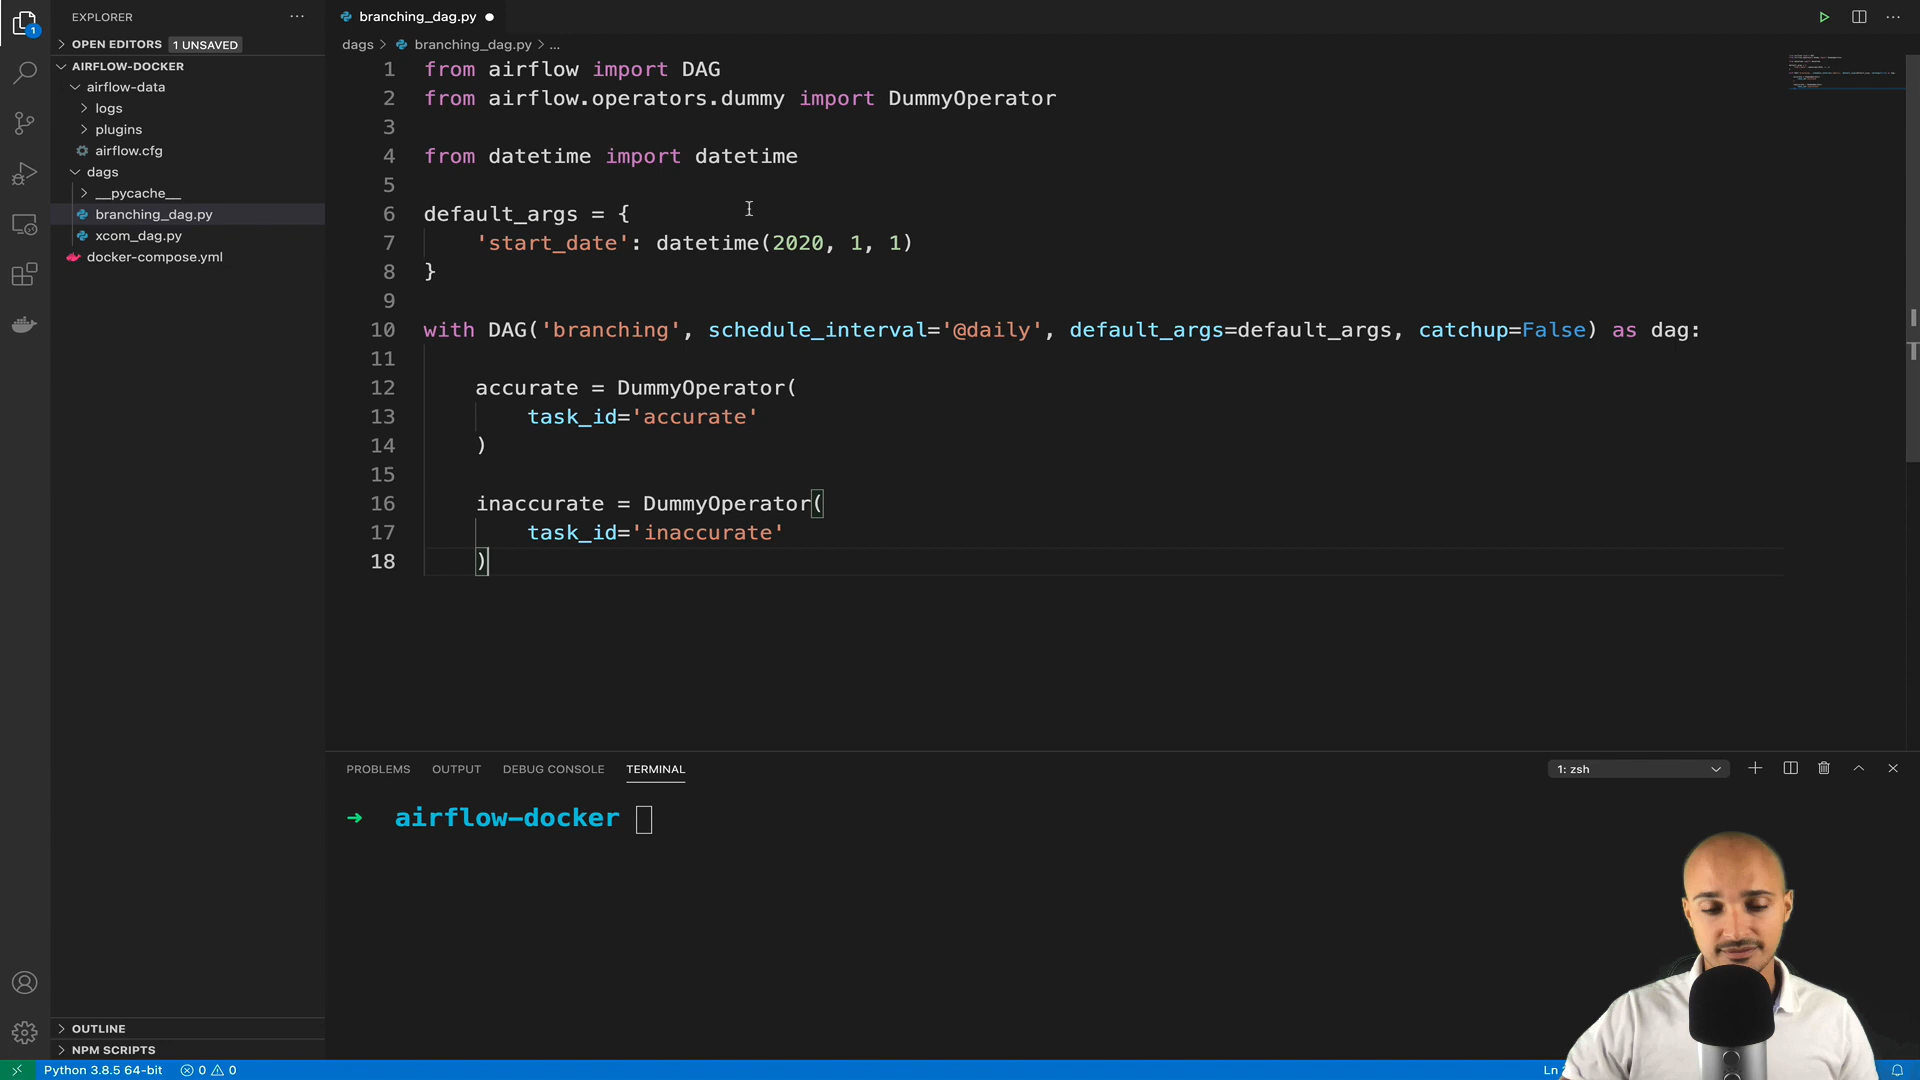 EXPLORER
OPEN EDITORS 1 UNSAVED
AIRFLOW-DOCKER
airflow-data
logs
plugins
airflow.cfg
dags
__pycache__
branching_dag.py
xcom_dag.py
docker-compose.yml
OUTLINE
NPM SCRIPTS
1
branching_dag.py
dags > branching_dag.py > ...
1 from airflow import DAG
2 from airflow.operators.dummy import DummyOperator
3
4 from datetime import datetime
5
6 default_args = {
7 'start_date': datetime(2020, 1, 1)
8 }
9
10 with DAG('branching', schedule_interval='@daily', default_args=default_args, catchup=False) as dag:
11
12 accurate = DummyOperator(
13 task_id='accurate'
14 )
15
16 inaccurate = DummyOperator(
17 task_id='inaccurate'
18 )
PROBLEMS OUTPUT DEBUG CONSOLE TERMINAL 1: zsh
→ airflow-docker
Python 3.8.5 64-bit 0 0 Ln